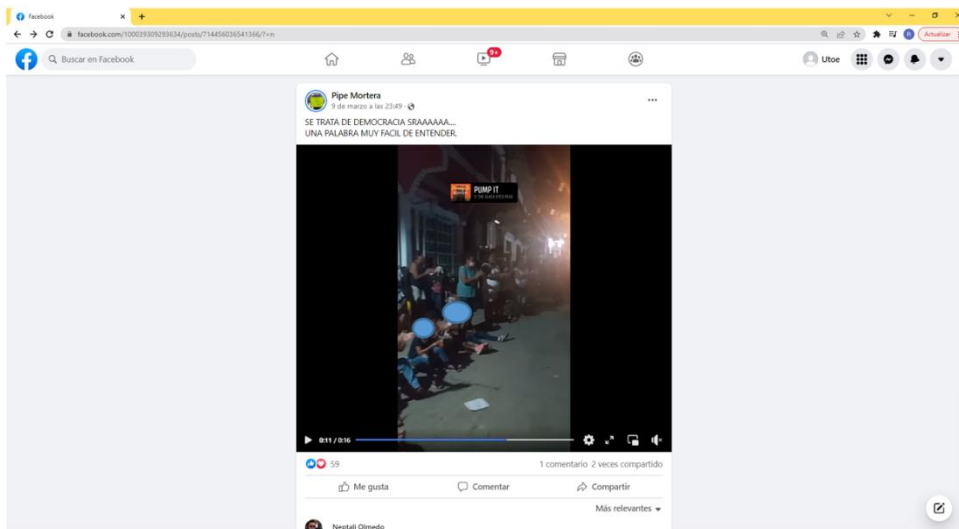 Facebook
facebook.com/100039309293634/posts/714456036541366/?=n
Actualizar
Buscar en Facebook
9+
Utoe
Pipe Mortera
9 de marzo a las 23:49
SE TRATA DE DEMOCRACIA SRAAAAAA....
UNA PALABRA MUY FACIL DE ENTENDER.
PUMP IT
0:11 / 0:16
59
1 comentario 2 veces compartido
Me gusta
Comentar
Compartir
Más relevantes
Neptali Olmedo